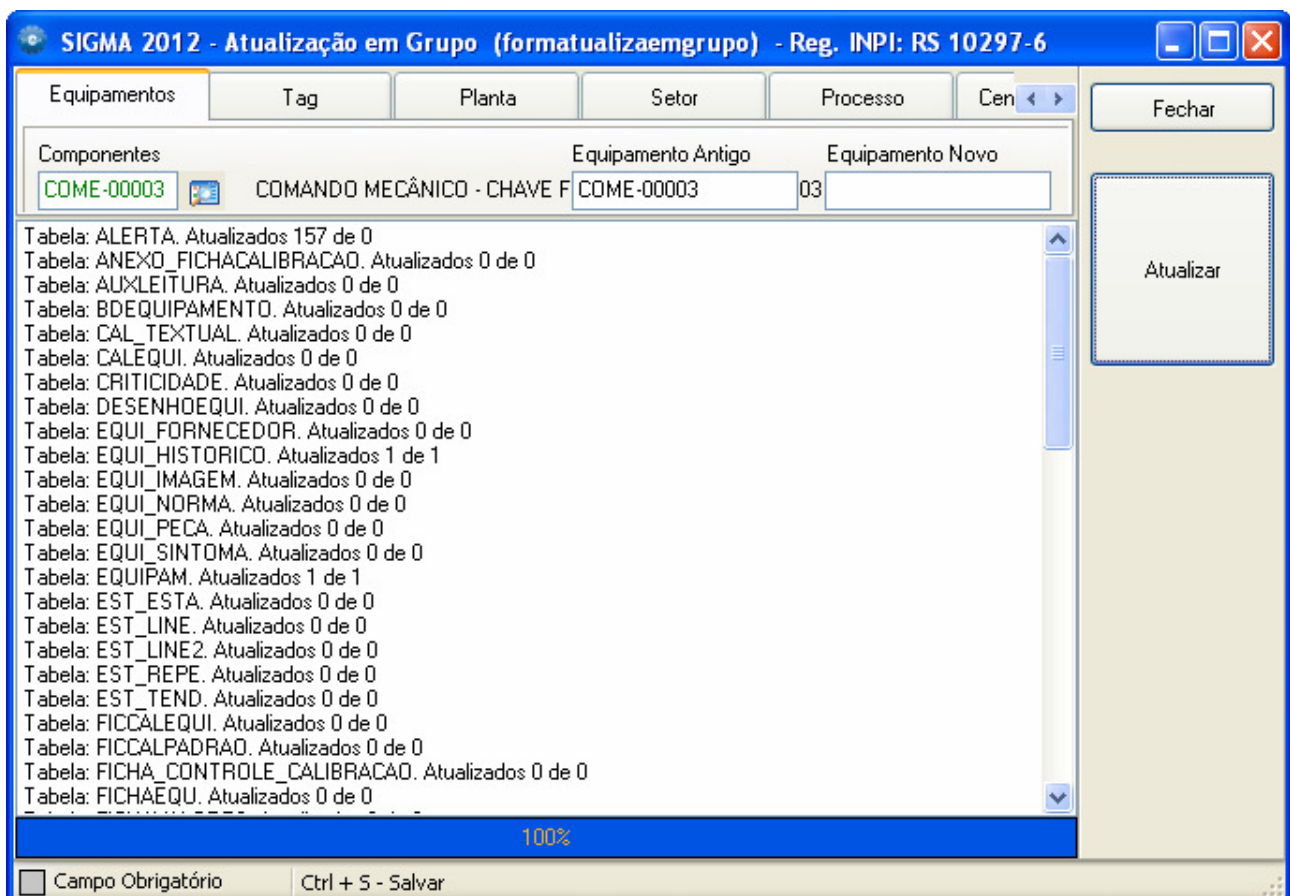 SIGMA 2012 - Atualização em Grupo (formatualizaemgrupo) - Reg. INPI: RS 10297-6
Equipamentos Tag Planta Setor Processo Cen
Fechar
Componentes Equipamento Antigo Equipamento Novo
COME-00003 COMANDO MECÂNICO - CHAVE F COME-00003 03
Atualizar
Tabela: ALERTA. Atualizados 157 de 0
Tabela: ANEXO_FICHACALIBRACAO. Atualizados 0 de 0
Tabela: AUXLEITURA. Atualizados 0 de 0
Tabela: BDEQUIPAMENTO. Atualizados 0 de 0
Tabela: CAL_TEXTUAL. Atualizados 0 de 0
Tabela: CALEQUI. Atualizados 0 de 0
Tabela: CRITICIDADE. Atualizados 0 de 0
Tabela: DESENHOEQUI. Atualizados 0 de 0
Tabela: EQUI_FORNECEDOR. Atualizados 0 de 0
Tabela: EQUI_HISTORICO. Atualizados 1 de 1
Tabela: EQUI_IMAGEM. Atualizados 0 de 0
Tabela: EQUI_NORMA. Atualizados 0 de 0
Tabela: EQUI_PECA. Atualizados 0 de 0
Tabela: EQUI_SINTOMA. Atualizados 0 de 0
Tabela: EQUIPAM. Atualizados 1 de 1
Tabela: EST_ESTA. Atualizados 0 de 0
Tabela: EST_LINE. Atualizados 0 de 0
Tabela: EST_LINE2. Atualizados 0 de 0
Tabela: EST_REPE. Atualizados 0 de 0
Tabela: EST_TEND. Atualizados 0 de 0
Tabela: FICCALEQUI. Atualizados 0 de 0
Tabela: FICCALPADRAO. Atualizados 0 de 0
Tabela: FICHA_CONTROLE_CALIBRACAO. Atualizados 0 de 0
Tabela: FICHAEQU. Atualizados 0 de 0
100%
Campo Obrigatório Ctrl + S - Salvar